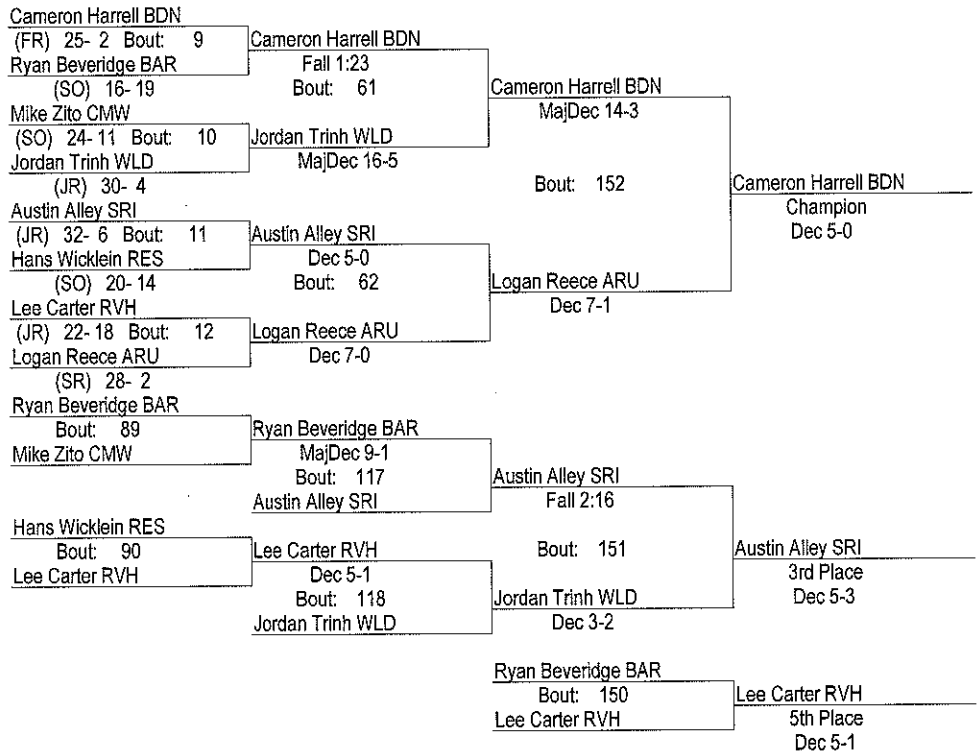 Cameron Harrell BDN
(FR) 25- 2 Bout: 9
Ryan Beveridge BAR
(SO) 16- 19
Mike Zito CMW
(SO) 24- 11 Bout: 10
Jordan Trinh WLD
(JR) 30- 4
Austin Alley SRI
(JR) 32- 6 Bout: 11
Hans Wicklein RES
(SO) 20- 14
Lee Carter RVH
(JR) 22- 18 Bout: 12
Logan Reece ARU
(SR) 28- 2
Cameron Harrell BDN
Fall 1:23
Bout: 61
Jordan Trinh WLD
MajDec 16-5
Austin Alley SRI
Dec 5-0
Bout: 62
Logan Reece ARU
Dec 7-0
Cameron Harrell BDN
MajDec 14-3
Bout: 152
Logan Reece ARU
Dec 7-1
Cameron Harrell BDN
Champion
Dec 5-0
Ryan Beveridge BAR
Bout: 89
Mike Zito CMW
Hans Wicklein RES
Bout: 90
Lee Carter RVH
Ryan Beveridge BAR
MajDec 9-1
Bout: 117
Austin Alley SRI
Lee Carter RVH
Dec 5-1
Bout: 118
Jordan Trinh WLD
Austin Alley SRI
Fall 2:16
Bout: 151
Jordan Trinh WLD
Dec 3-2
Austin Alley SRI
3rd Place
Dec 5-3
Ryan Beveridge BAR
Bout: 150
Lee Carter RVH
Lee Carter RVH
5th Place
Dec 5-1